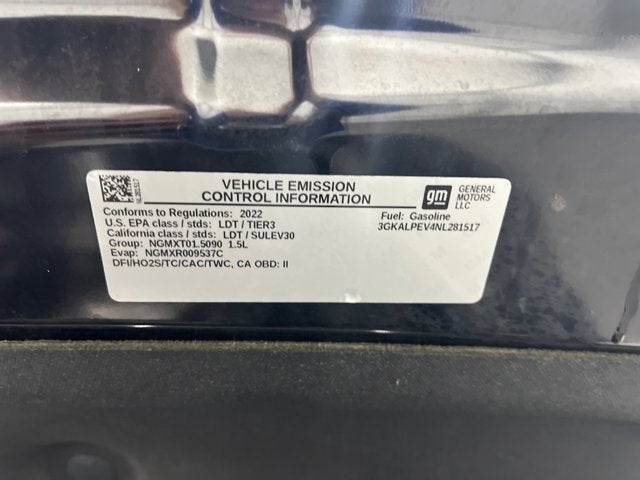 NL281517
VEHICLE EMISSION
CONTROL INFORMATION
gm
GENERAL
MOTORS
LLC
Conforms to Regulations: 2022
U.S. EPA class / stds: LDT / TIER3
California class / stds: LDT / SULEV30
Group: NGMXT01.5090 1.5L
Evap: NGMXR009537C
DFI/HO2S/TC/CAC/TWC, CA OBD: II
Fuel: Gasoline
3GKALPEV4NL281517